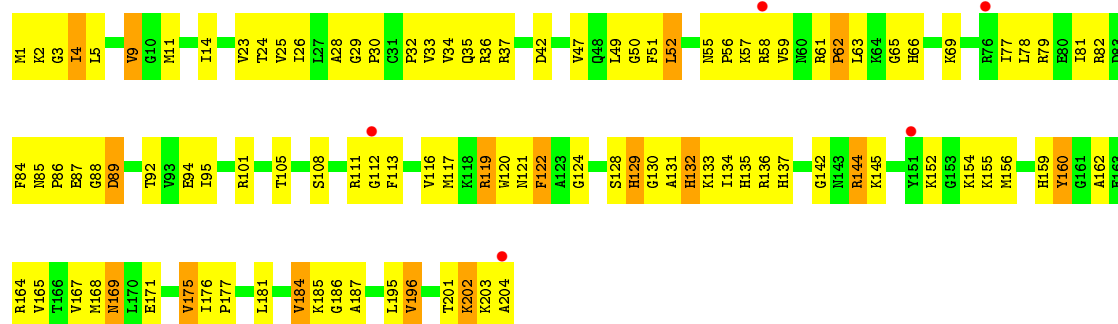 M1 K2 G3 I4 L5 V9 G10 M11 I14 V23 T24 V25 I26 L27 A28 G29 P30 C31 P32 V33 V34 Q35 R36 R37 D42 V47 Q48 L49 G50 F51 L52 N55 P56 K57 R58 V59 N60 R61 P62 L63 K64 G65 H66 K69 R76 I77 L78 R79 E80 I81 R82 D83
F84 N85 P86 E87 G88 D89 T92 V93 E94 I95 R101 T105 S108 R111 G112 F113 V116 M117 K118 R119 W120 N121 F122 A123 G124 S128 H129 G130 A131 H132 K133 I134 H135 R136 H137 G142 N143 R144 K145 Y151 K152 G153 K154 K155 M156 H159 Y160 G161 A162 E163
R164 V165 T166 V167 M168 N169 L170 E171 V175 I176 P177 L181 V184 K185 G186 A187 L195 V196 T201 K202 K203 A204